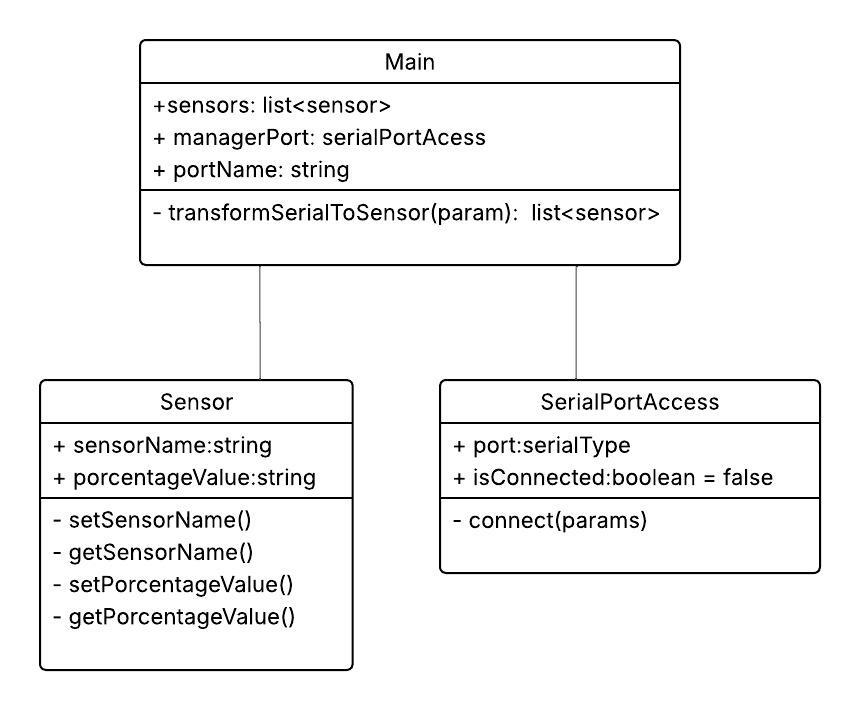 Main
+sensors: list<sensor>
+ managerPort: serialPortAcess
+ portName: string
- transformSerialToSensor(param):  list<sensor>
Sensor
+ sensorName:string
+ porcentageValue:string
- setSensorName()
- getSensorName()
- setPorcentageValue()
- getPorcentageValue()
SerialPortAccess
+ port:serialType
+ isConnected:boolean = false
- connect(params)